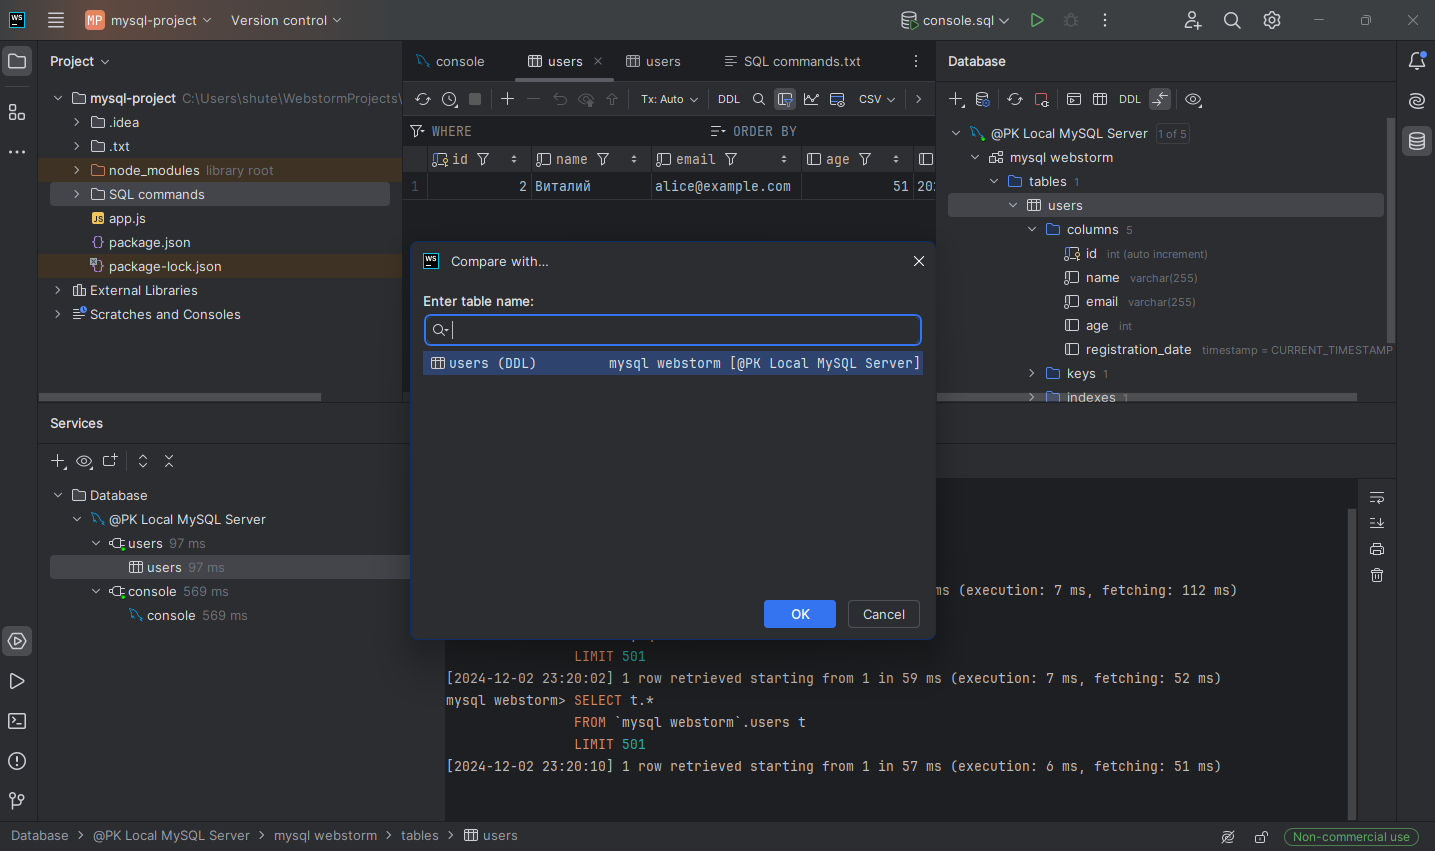 WS MP mysql-project Version control console.sql
Project
mysql-project C:\Users\shute\WebstormProjects\
.idea
.txt
node_modules library root
SQL commands
JS app.js
package.json
package-lock.json
External Libraries
Scratches and Consoles
console users users SQL commands.txt
Tx: Auto DDL CSV
WHERE ORDER BY
id name email age
1 2 Виталий alice@example.com 51 20
Database
DDL
@PK Local MySQL Server 1 of 5
mysql webstorm
tables 1
users
columns 5
id int (auto increment)
name varchar(255)
email varchar(255)
age int
registration_date timestamp = CURRENT_TIMESTAMP
keys 1
indexes 1
WS Compare with...
Enter table name:
users (DDL) mysql webstorm [@PK Local MySQL Server]
OK Cancel
Services
Database
@PK Local MySQL Server
users 97 ms
users 97 ms
console 569 ms
console 569 ms
ms (execution: 7 ms, fetching: 112 ms)
LIMIT 501
[2024-12-02 23:20:02] 1 row retrieved starting from 1 in 59 ms (execution: 7 ms, fetching: 52 ms)
mysql webstorm> SELECT t.*
FROM `mysql webstorm`.users t
LIMIT 501
[2024-12-02 23:20:10] 1 row retrieved starting from 1 in 57 ms (execution: 6 ms, fetching: 51 ms)
Database > @PK Local MySQL Server > mysql webstorm > tables > users
Non-commercial use